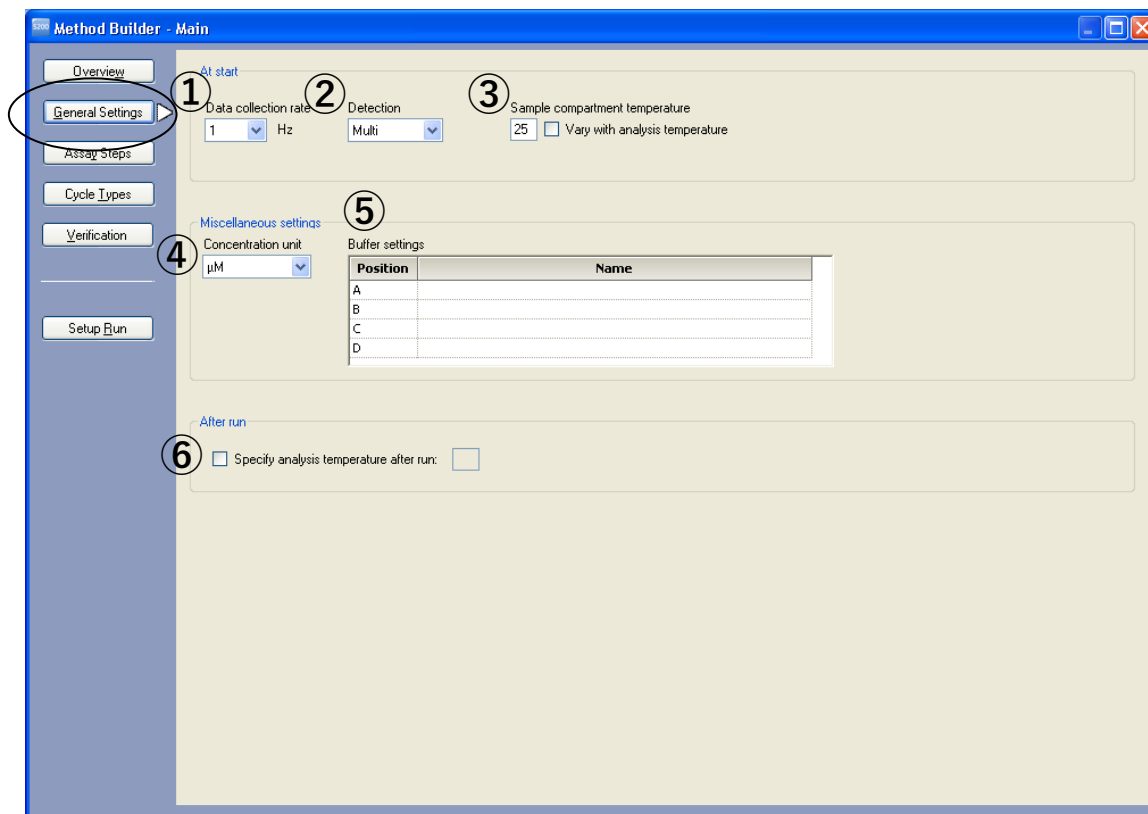 S200 Method Builder - Main
Overview
General Settings
Assay Steps
Cycle Types
Verification
Setup Run
At start
① ② ③
Data collection rate Detection Sample compartment temperature
1 Hz Multi 25 Vary with analysis temperature
Miscellaneous settings ⑤
④ Concentration unit Buffer settings
µM Position Name
A
B
C
D
After run
⑥ Specify analysis temperature after run: